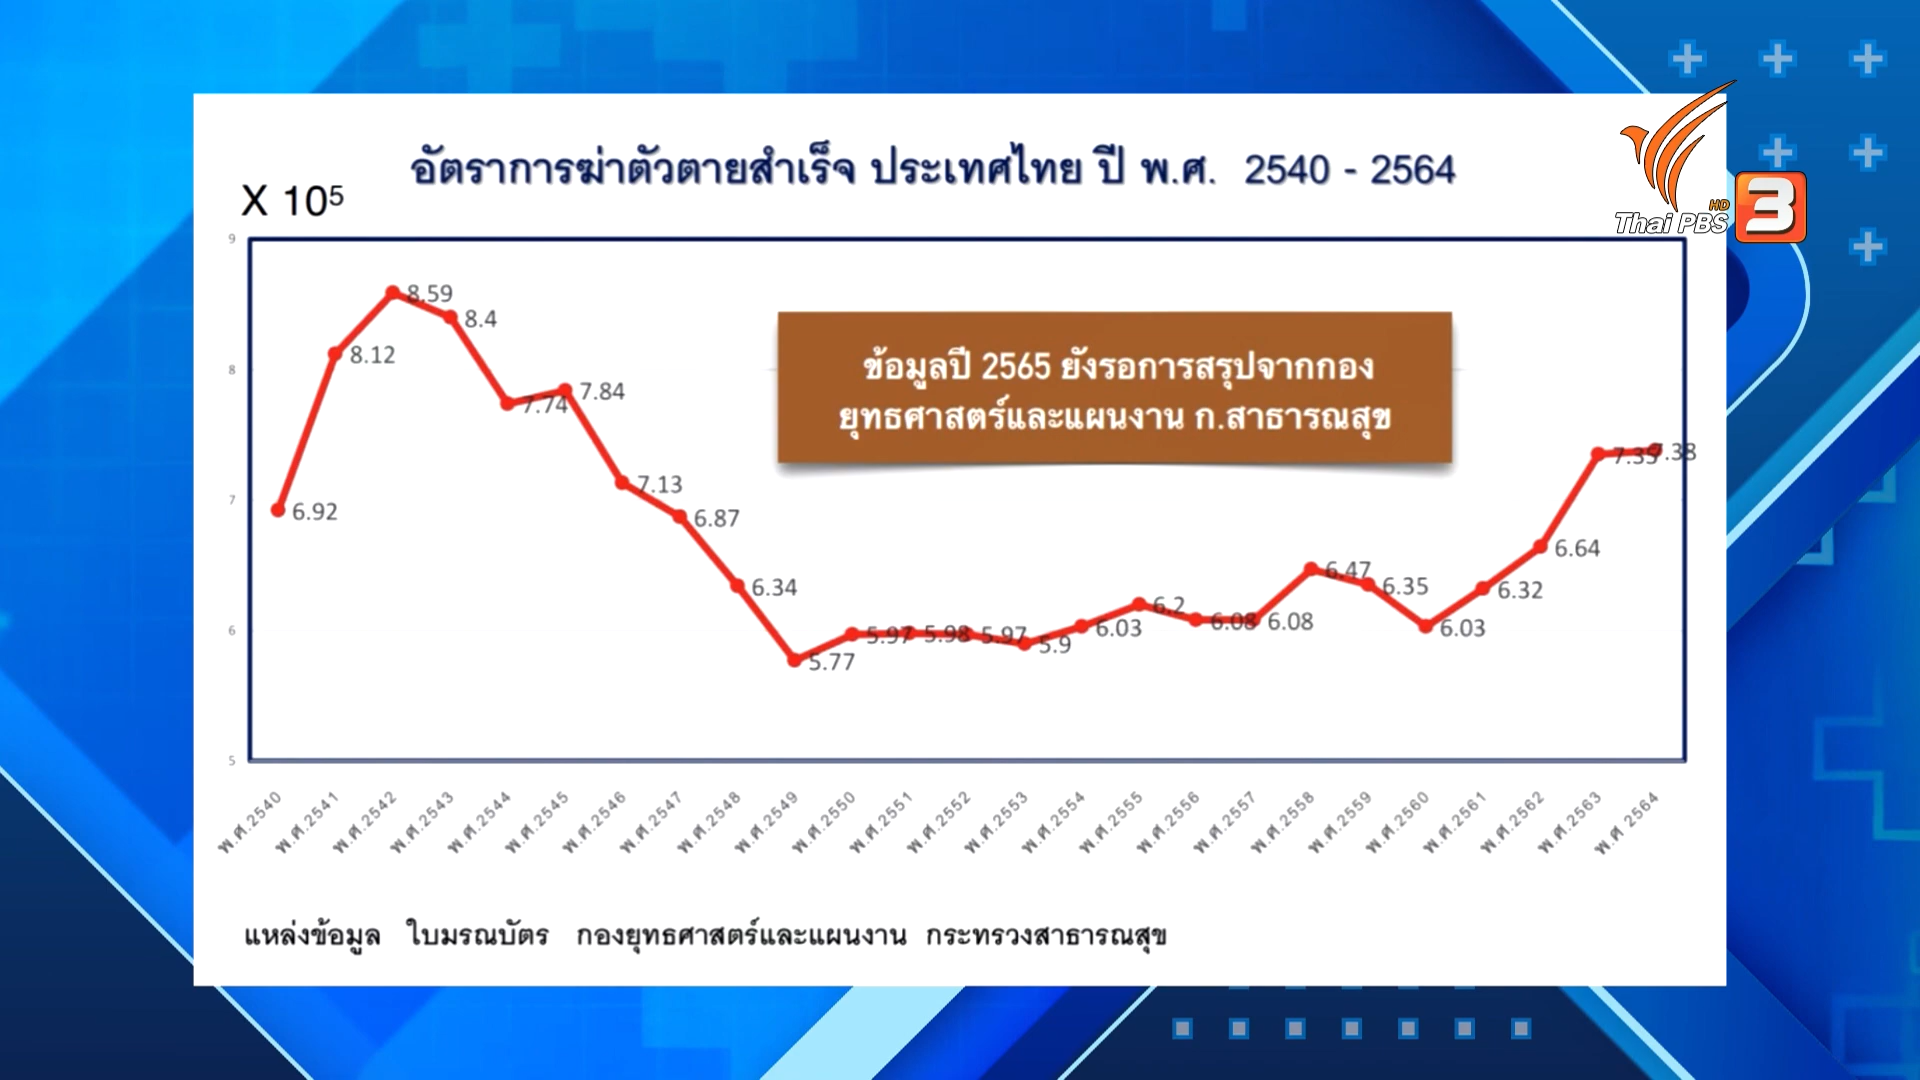 อัตราการฆ่าตัวตายสำเร็จ ประเทศไทย ปี พ.ศ. 2540 - 2564
X 10⁵
HD
Thai PBS 3
9
8
7
6
5
6.92
8.12
8.59
8.4
7.74
7.84
7.13
6.87
6.34
5.77
5.97
5.98
5.97
5.9
6.03
6.2
6.08
6.08
6.47
6.35
6.03
6.32
6.64
7.35
7.38
ข้อมูลปี 2565 ยังรอการสรุปจากกอง
ยุทธศาสตร์และแผนงาน ก.สาธารณสุข
พ.ศ.2540
พ.ศ.2541
พ.ศ.2542
พ.ศ.2543
พ.ศ.2544
พ.ศ.2545
พ.ศ.2546
พ.ศ.2547
พ.ศ.2548
พ.ศ.2549
พ.ศ.2550
พ.ศ.2551
พ.ศ.2552
พ.ศ.2553
พ.ศ.2554
พ.ศ.2555
พ.ศ.2556
พ.ศ.2557
พ.ศ.2558
พ.ศ.2559
พ.ศ.2560
พ.ศ.2561
พ.ศ.2562
พ.ศ.2563
พ.ศ 2564
แหล่งข้อมูล ใบมรณบัตร กองยุทธศาสตร์และแผนงาน กระทรวงสาธารณสุข